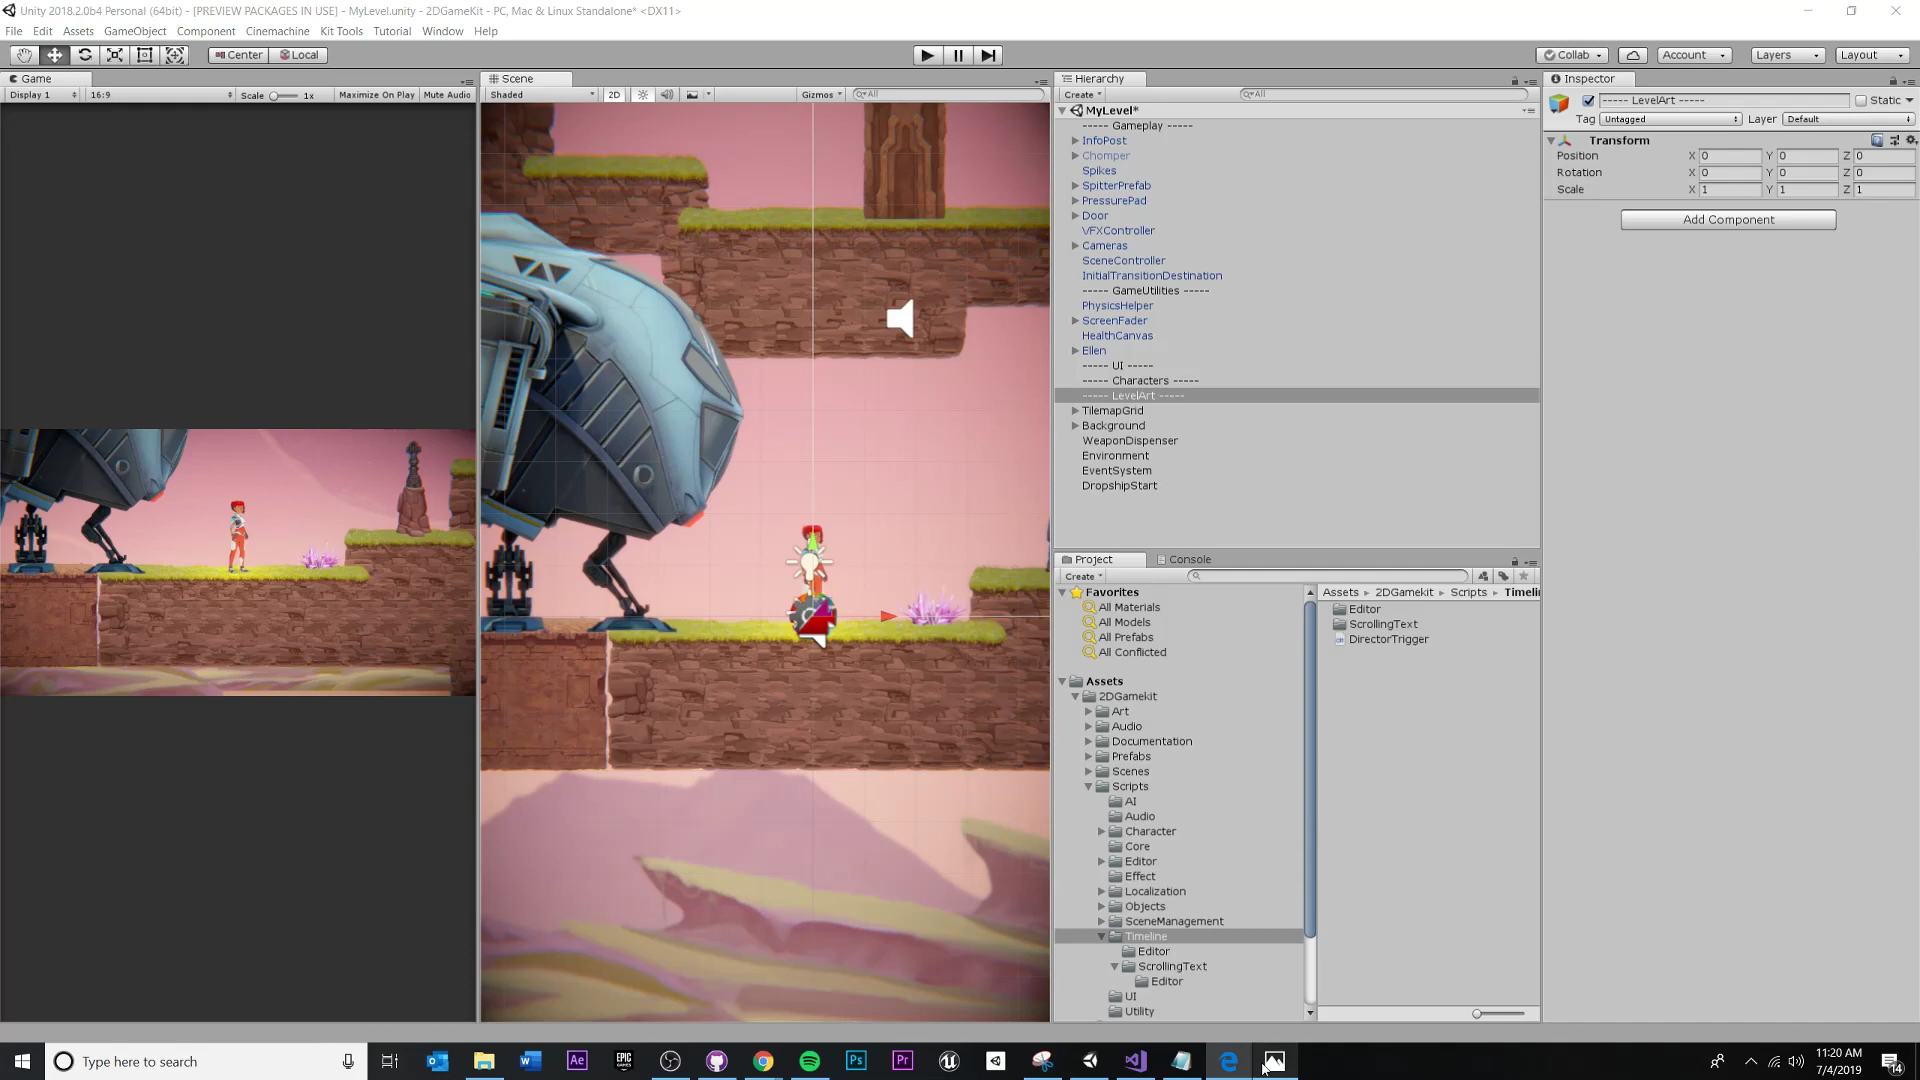 Unity 2018.2.0b4 Personal (64bit) - [PREVIEW PACKAGES IN USE] - MyLevel.unity - 2DGameKit - PC, Mac & Linux Standalone* <DX11>
File Edit Assets GameObject Component Cinemachine Kit Tools Tutorial Window Help
Center Local
Collab Account Layers Layout
Game
Display 1 16:9 Scale 1x Maximize On Play Mute Audio
Scene
Shaded 2D Gizmos All
Hierarchy
Create All
MyLevel*
----- Gameplay -----
InfoPost
Chomper
Spikes
SpitterPrefab
PressurePad
Door
VFXController
Cameras
SceneController
InitialTransitionDestination
----- GameUtilities -----
PhysicsHelper
ScreenFader
HealthCanvas
Ellen
----- UI -----
----- Characters -----
----- LevelArt -----
TilemapGrid
Background
WeaponDispenser
Environment
EventSystem
DropshipStart
Inspector
----- LevelArt ----- Static
Tag Untagged Layer Default
Transform
Position X 0 Y 0 Z 0
Rotation X 0 Y 0 Z 0
Scale X 1 Y 1 Z 1
Add Component
Project Console
Create
Favorites
All Materials
All Models
All Prefabs
All Conflicted
Assets
2DGamekit
Art
Audio
Documentation
Prefabs
Scenes
Scripts
AI
Audio
Character
Core
Editor
Effect
Localization
Objects
SceneManagement
Timeline
Editor
ScrollingText
Editor
UI
Utility
Assets 2DGamekit Scripts Timeli
Editor
ScrollingText
DirectorTrigger
Type here to search
Ae
EPIC GAMES
Ps
Pr
11:20 AM
7/4/2019
14